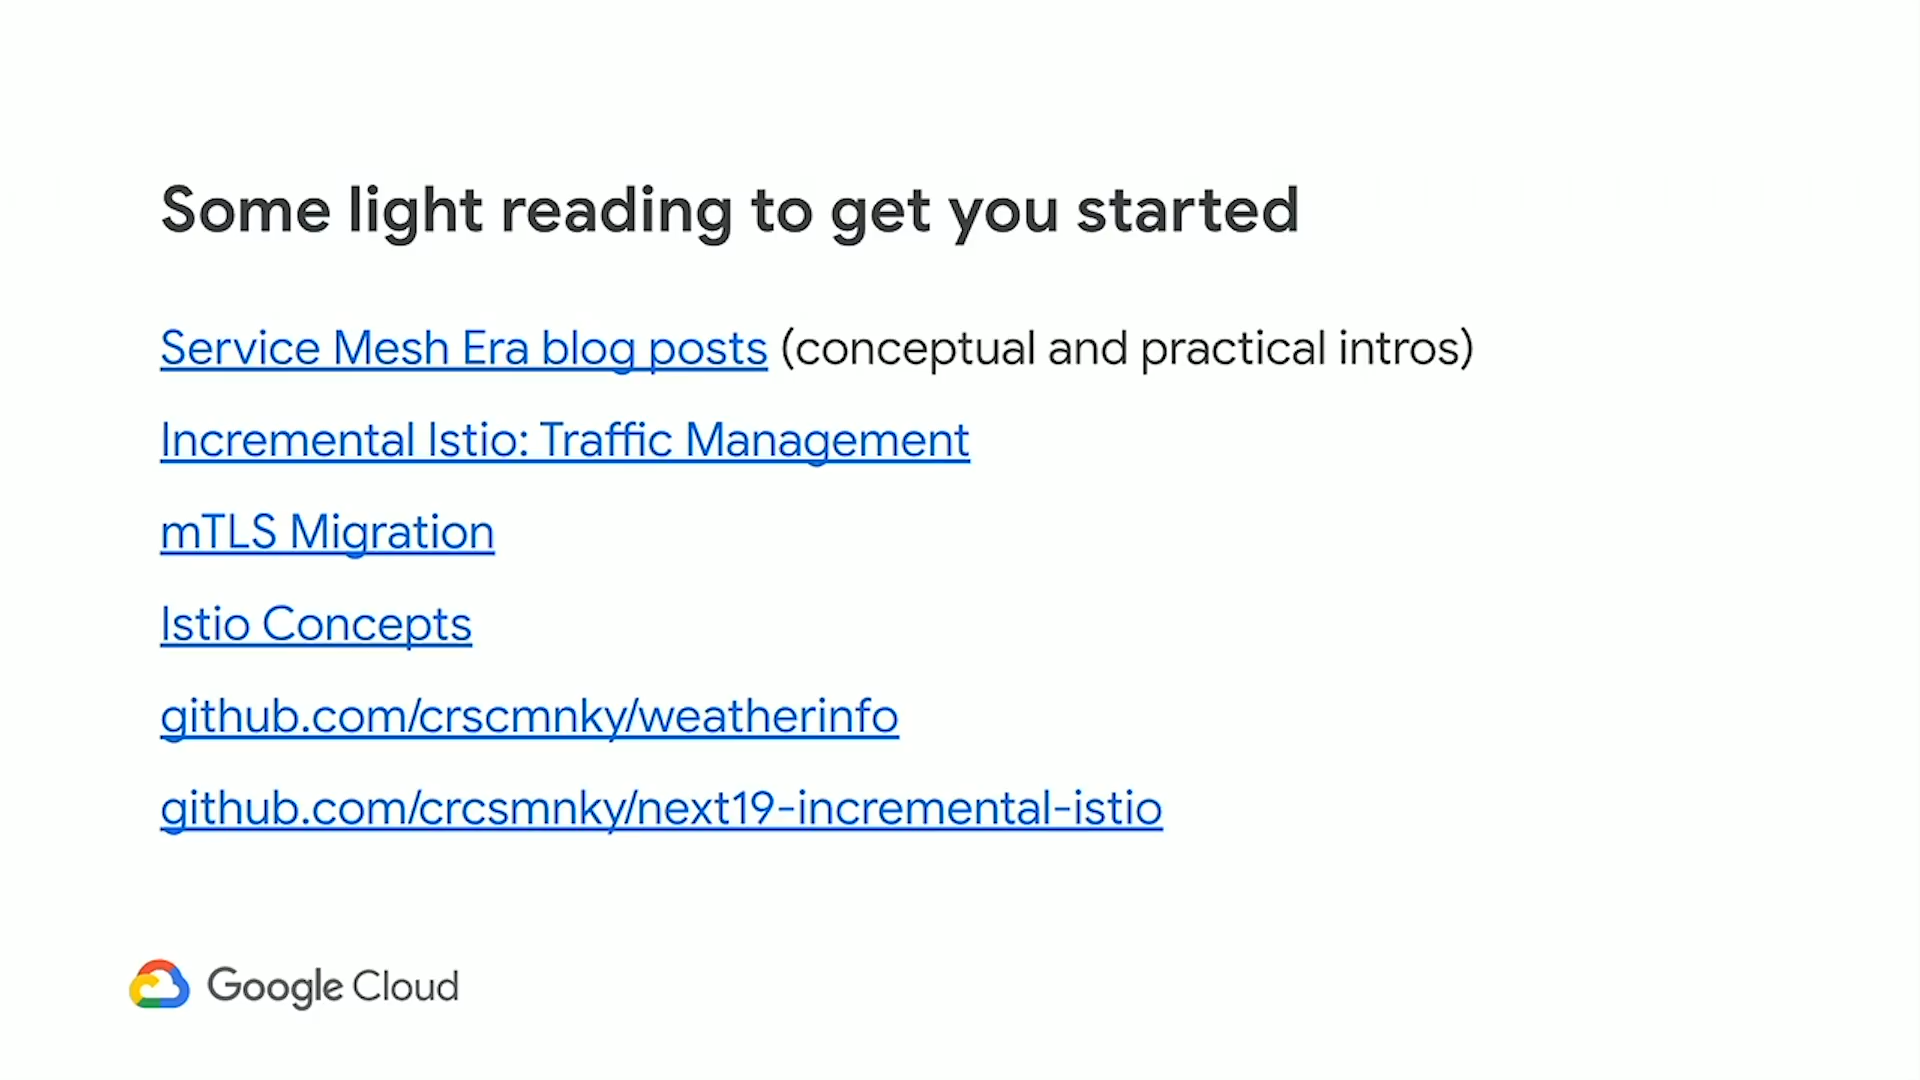 Some light reading to get you started
Service Mesh Era blog posts (conceptual and practical intros)
Incremental Istio: Traffic Management
mTLS Migration
Istio Concepts
github.com/crscmnky/weatherinfo
github.com/crcsmnky/next19-incremental-istio
Google Cloud